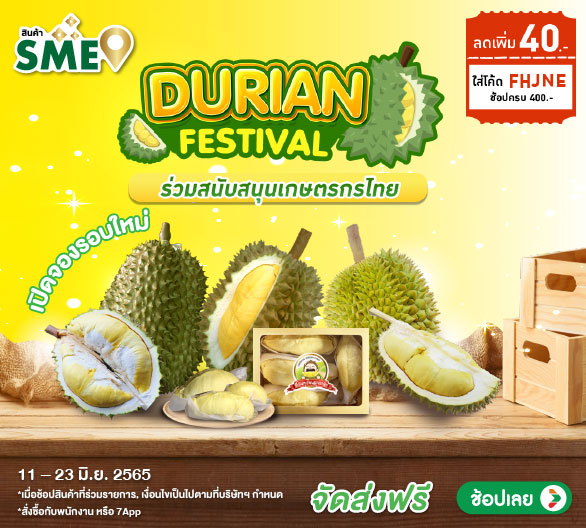 สินค้า
SME
ลดเพิ่ม 40.-
ใส่โค้ด FHJNE
ช้อปครบ 400.-
DURIAN
FESTIVAL
ร่วมสนับสนุนเกษตรกรไทย
เปิดจองรอบใหม่
11 – 23 มิ.ย. 2565
*เมื่อช้อปสินค้าที่ร่วมรายการ, เงื่อนไขเป็นไปตามที่บริษัทฯ กำหนด
*สั่งซื้อกับพนักงาน หรือ 7App
จัดส่งฟรี
ช้อปเลย